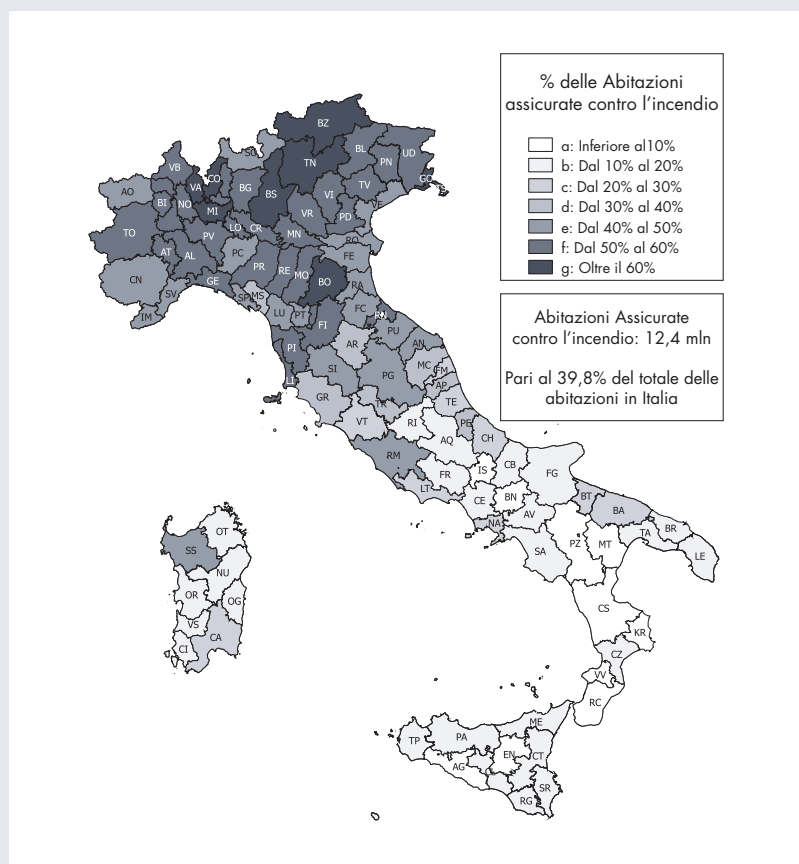 % delle Abitazioni
assicurate contro l'incendio
a: Inferiore al10%
b: Dal 10% al 20%
c: Dal 20% al 30%
d: Dal 30% al 40%
e: Dal 40% al 50%
f: Dal 50% al 60%
g: Oltre il 60%
Abitazioni Assicurate
contro l'incendio: 12,4 mln
Pari al 39,8% del totale delle
abitazioni in Italia
BZ
BL
UD
TN
PN
VB
CO
GO
VA
BG
BS
TV
AO
BI
NO
MI
VI
VR
PD
TO
PV
LO
CR
MN
AT
AL
PC
RO
PR
RE
MO
FE
CN
GE
BO
RA
SV
SP
MS
IM
LU
PT
FC
FI
PU
PI
AR
AN
SI
MC
FM
PG
AP
GR
TR
TE
VT
RI
PE
AQ
CH
RM
FR
IS
CB
FG
LT
CE
BN
BT
BA
NA
AV
BR
TA
SA
PZ
MT
LE
OT
SS
NU
OR
OG
VS
CA
CI
CS
KR
CZ
VV
RC
ME
TP
PA
EN
CT
AG
SR
RG